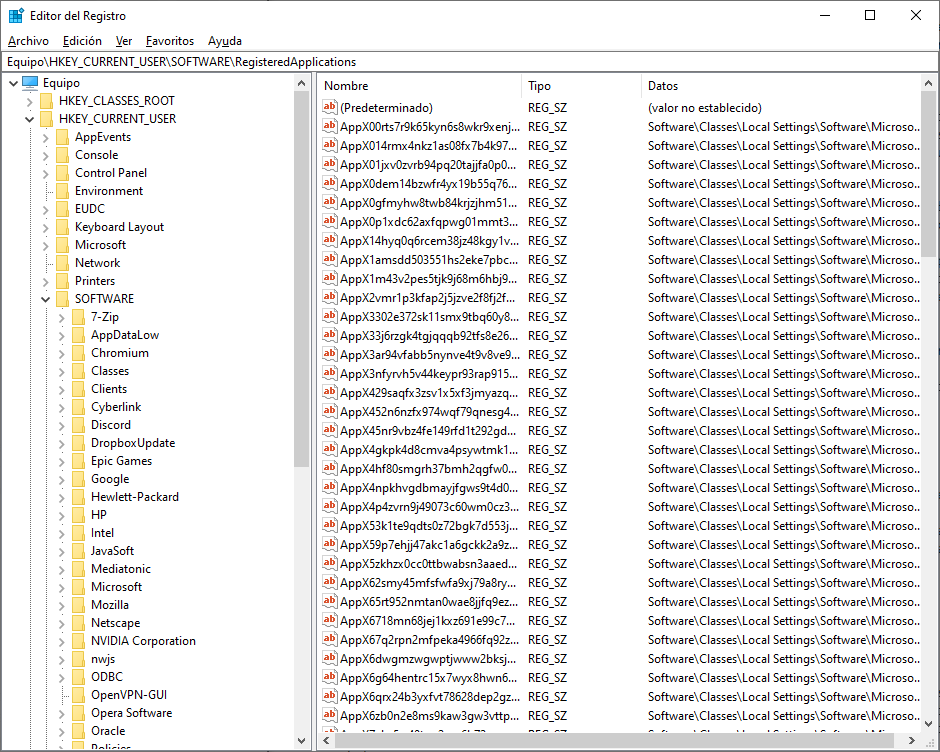 Editor del Registro
Archivo Edición Ver Favoritos Ayuda
Equipo\HKEY_CURRENT_USER\SOFTWARE\RegisteredApplications
Equipo
HKEY_CLASSES_ROOT
HKEY_CURRENT_USER
AppEvents
Console
Control Panel
Environment
EUDC
Keyboard Layout
Microsoft
Network
Printers
SOFTWARE
7-Zip
AppDataLow
Chromium
Classes
Clients
Cyberlink
Discord
DropboxUpdate
Epic Games
Google
Hewlett-Packard
HP
Intel
JavaSoft
Mediatonic
Microsoft
Mozilla
Netscape
NVIDIA Corporation
nwjs
ODBC
OpenVPN-GUI
Opera Software
Oracle
Policies
Nombre Tipo Datos
(Predeterminado) REG_SZ (valor no establecido)
AppX00rts7r9k65kyn6s8wkr9xenj... REG_SZ Software\Classes\Local Settings\Software\Microso...
AppX014rmx4nkz1as08fx7b4k97... REG_SZ Software\Classes\Local Settings\Software\Microso...
AppX01jxv0zvrb94pq20tajjfa0p0... REG_SZ Software\Classes\Local Settings\Software\Microso...
AppX0dem14bzwfr4yx19b55q76... REG_SZ Software\Classes\Local Settings\Software\Microso...
AppX0gfmyhw8twb84krjzjhm51... REG_SZ Software\Classes\Local Settings\Software\Microso...
AppX0p1xdc62axfqpwg01mmt3... REG_SZ Software\Classes\Local Settings\Software\Microso...
AppX14hyq0q6rcem38jz48kgy1v... REG_SZ Software\Classes\Local Settings\Software\Microso...
AppX1amsdd503551hs2eke7pbc... REG_SZ Software\Classes\Local Settings\Software\Microso...
AppX1m43v2pes5tjk9j68m6hbj9... REG_SZ Software\Classes\Local Settings\Software\Microso...
AppX2vmr1p3kfap2j5jzve2f8fj2f... REG_SZ Software\Classes\Local Settings\Software\Microso...
AppX3302e372sk11smx9tbq60y8... REG_SZ Software\Classes\Local Settings\Software\Microso...
AppX33j6rzgk4tgjqqqb92tfs8e26... REG_SZ Software\Classes\Local Settings\Software\Microso...
AppX3ar94vfabb5nynve4t9v8ve9... REG_SZ Software\Classes\Local Settings\Software\Microso...
AppX3nfyrvh5v44keypr93rap915... REG_SZ Software\Classes\Local Settings\Software\Microso...
AppX429saqfx3zsv1x5xf3jmyazq... REG_SZ Software\Classes\Local Settings\Software\Microso...
AppX452n6nzfx974wqf79qnesg4... REG_SZ Software\Classes\Local Settings\Software\Microso...
AppX45nr9vbz4fe149rfd1t292gd... REG_SZ Software\Classes\Local Settings\Software\Microso...
AppX4gkpk4d8cmva4psywtmk1... REG_SZ Software\Classes\Local Settings\Software\Microso...
AppX4hf80smgrh37bmh2qgfw0... REG_SZ Software\Classes\Local Settings\Software\Microso...
AppX4npkhvgdbmayjfgws9t4d0... REG_SZ Software\Classes\Local Settings\Software\Microso...
AppX4p4zvrn9j49073c60wm0cz3... REG_SZ Software\Classes\Local Settings\Software\Microso...
AppX53k1te9qdts0z72bgk7d553j... REG_SZ Software\Classes\Local Settings\Software\Microso...
AppX59p7ehjj47akc1a6gckk2a9z... REG_SZ Software\Classes\Local Settings\Software\Microso...
AppX5zkhzx0cc0ttbwabsn3aaed... REG_SZ Software\Classes\Local Settings\Software\Microso...
AppX62smy45mfsfwfa9xj79a8ry... REG_SZ Software\Classes\Local Settings\Software\Microso...
AppX65rt952nmtan0wae8jjfq9ez... REG_SZ Software\Classes\Local Settings\Software\Microso...
AppX6718mn68jej1kxz691e99c7... REG_SZ Software\Classes\Local Settings\Software\Microso...
AppX67q2rpn2mfpeka4966fq92z... REG_SZ Software\Classes\Local Settings\Software\Microso...
AppX6dwgmzwgwptjwww2bksj... REG_SZ Software\Classes\Local Settings\Software\Microso...
AppX6g64hentrc15x7wyx8hwn6... REG_SZ Software\Classes\Local Settings\Software\Microso...
AppX6qrx24b3yxfvt78628dep2gz... REG_SZ Software\Classes\Local Settings\Software\Microso...
AppX6zb0n2e8ms9kaw3gw3vttp... REG_SZ Software\Classes\Local Settings\Software\Microso...